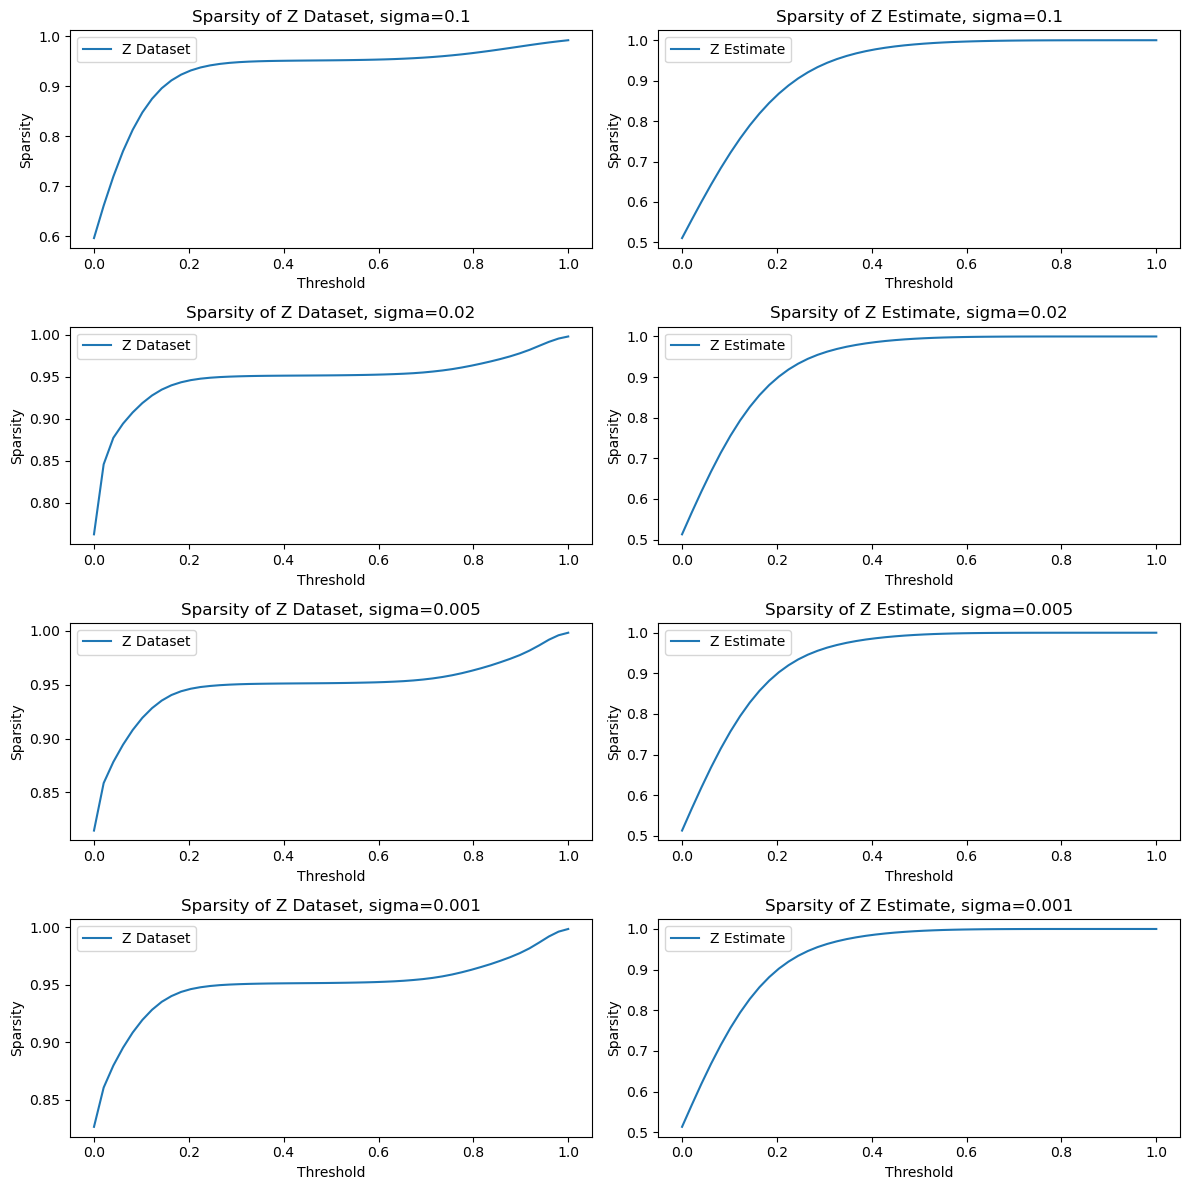 Sparsity of Z Dataset, sigma=0.1
Z Dataset
Sparsity
1.0
0.9
0.8
0.7
0.6
0.0 0.2 0.4 0.6 0.8 1.0
Threshold
Sparsity of Z Estimate, sigma=0.1
Z Estimate
Sparsity
1.0
0.9
0.8
0.7
0.6
0.5
0.0 0.2 0.4 0.6 0.8 1.0
Threshold
Sparsity of Z Dataset, sigma=0.02
Z Dataset
Sparsity
1.00
0.95
0.90
0.85
0.80
0.0 0.2 0.4 0.6 0.8 1.0
Threshold
Sparsity of Z Estimate, sigma=0.02
Z Estimate
Sparsity
1.0
0.9
0.8
0.7
0.6
0.5
0.0 0.2 0.4 0.6 0.8 1.0
Threshold
Sparsity of Z Dataset, sigma=0.005
Z Dataset
Sparsity
1.00
0.95
0.90
0.85
0.0 0.2 0.4 0.6 0.8 1.0
Threshold
Sparsity of Z Estimate, sigma=0.005
Z Estimate
Sparsity
1.0
0.9
0.8
0.7
0.6
0.5
0.0 0.2 0.4 0.6 0.8 1.0
Threshold
Sparsity of Z Dataset, sigma=0.001
Z Dataset
Sparsity
1.00
0.95
0.90
0.85
0.0 0.2 0.4 0.6 0.8 1.0
Threshold
Sparsity of Z Estimate, sigma=0.001
Z Estimate
Sparsity
1.0
0.9
0.8
0.7
0.6
0.5
0.0 0.2 0.4 0.6 0.8 1.0
Threshold